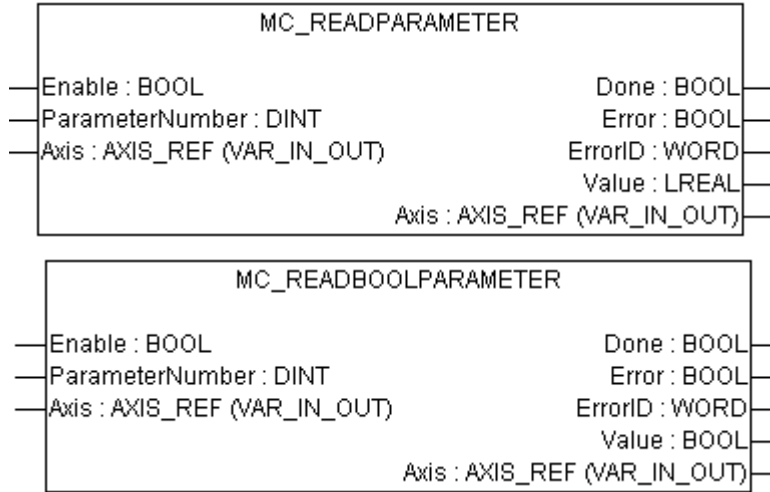 MC_READPARAMETER
Enable : BOOL Done : BOOL
ParameterNumber : DINT Error : BOOL
Axis : AXIS_REF (VAR_IN_OUT) ErrorID : WORD
Value : LREAL
Axis : AXIS_REF (VAR_IN_OUT)
MC_READBOOLPARAMETER
Enable : BOOL Done : BOOL
ParameterNumber : DINT Error : BOOL
Axis : AXIS_REF (VAR_IN_OUT) ErrorID : WORD
Value : BOOL
Axis : AXIS_REF (VAR_IN_OUT)